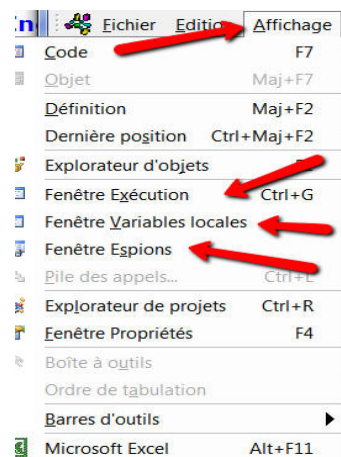 Fichier Edition Affichage
Code F7
Objet Maj+F7
Définition Maj+F2
Dernière position Ctrl+Maj+F2
Explorateur d'objets
Fenêtre Exécution Ctrl+G
Fenêtre Variables locales
Fenêtre Espions
Pile des appels... Ctrl+L
Explorateur de projets Ctrl+R
Fenêtre Propriétés F4
Boîte à outils
Ordre de tabulation
Barres d'outils
Microsoft Excel Alt+F11